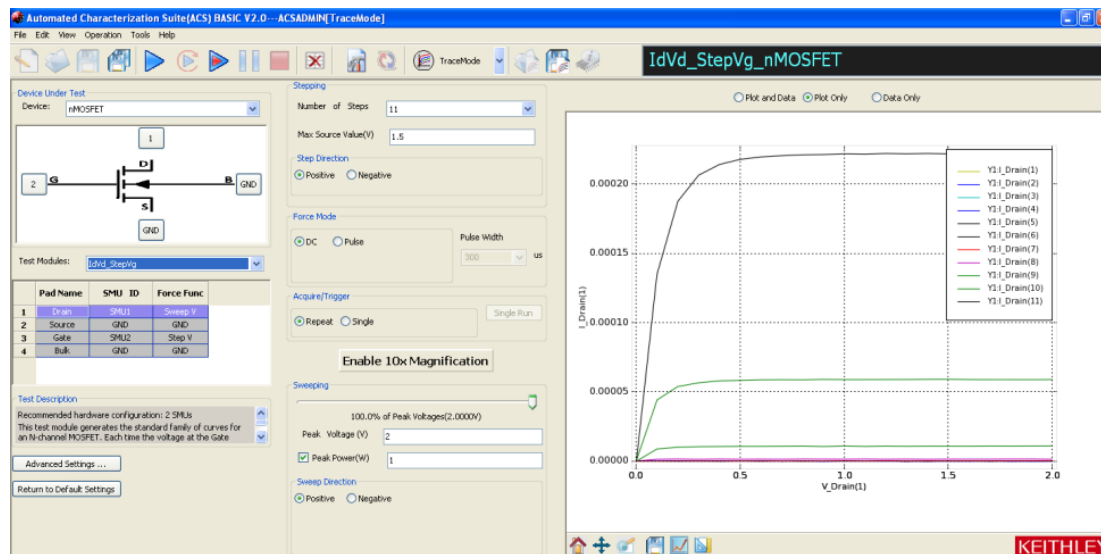 Automated Characterization Suite(ACS) BASIC V2.0---ACSADMIN[TraceMode]
File Edit View Operation Tools Help
TraceMode
IdVd_StepVg_nMOSFET
Device Under Test
Device: nMOSFET
1
D
2 G B GND
S
GND
Test Modules: IdVd_StepVg
Pad Name SMU ID Force Func
1 Drain SMU1 Sweep V
2 Source GND GND
3 Gate SMU2 Step V
4 Bulk GND GND
Test Description
Recommended hardware configuration: 2 SMUs
This test module generates the standard family of curves for
an N-channel MOSFET. Each time the voltage at the Gate
Advanced Settings ...
Return to Default Settings
Stepping
Number of Steps 11
Max Source Value(V) 1.5
Step Direction
Positive Negative
Force Mode
DC Pulse
Pulse Width
300 us
Acquire/Trigger
Repeat Single
Single Run
Enable 10x Magnification
Sweeping
100.0% of Peak Voltages(2.0000V)
Peak Voltage (V) 2
Peak Power(W) 1
Sweep Direction
Positive Negative
Plot and Data Plot Only Data Only
Y1:I_Drain(1)
Y1:I_Drain(2)
Y1:I_Drain(3)
Y1:I_Drain(4)
Y1:I_Drain(5)
Y1:I_Drain(6)
Y1:I_Drain(7)
Y1:I_Drain(8)
Y1:I_Drain(9)
Y1:I_Drain(10)
Y1:I_Drain(11)
0.00020
0.00015
0.00010
0.00005
0.00000
I_Drain(1)
0.0 0.5 1.0 1.5 2.0
V_Drain(1)
KEITHLEY